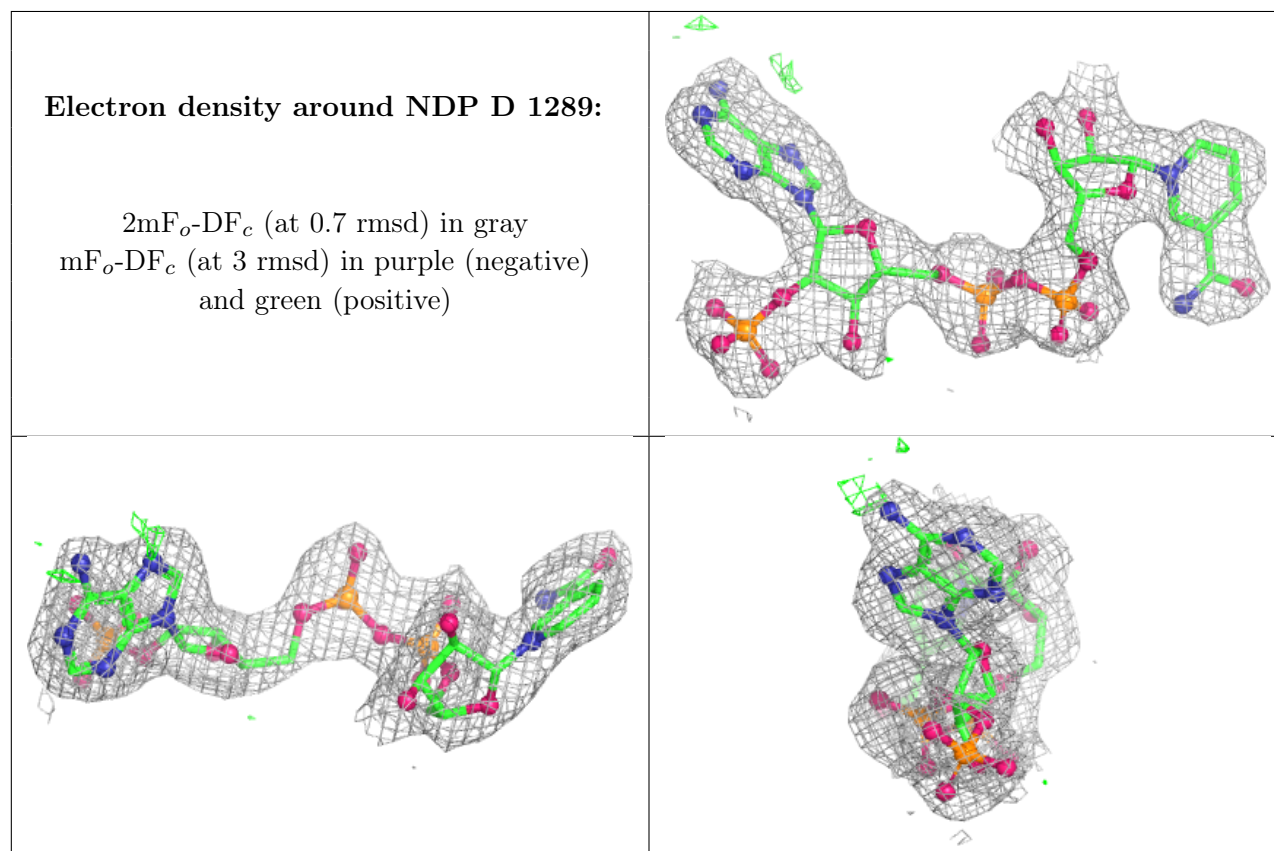 Electron density around NDP D 1289:
2mFo-DFc (at 0.7 rmsd) in gray
mFo-DFc (at 3 rmsd) in purple (negative)
and green (positive)